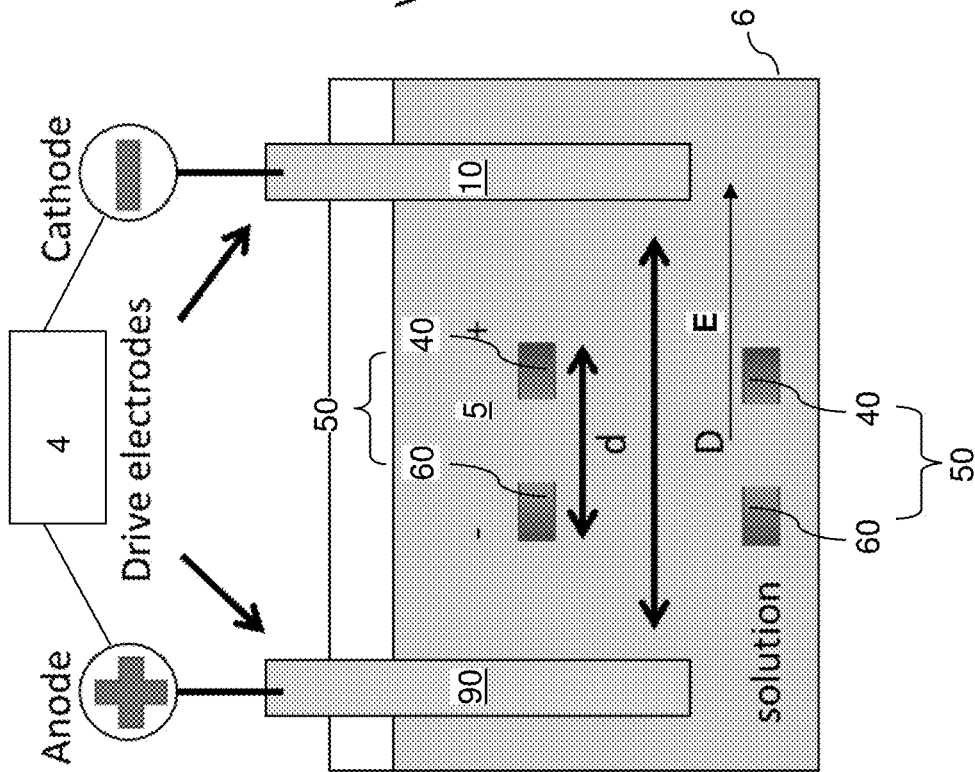 4
Anode
Cathode
Drive electrodes
50
60 40
- 5 +
90
10
d
D
E
solution
6
60 40
50